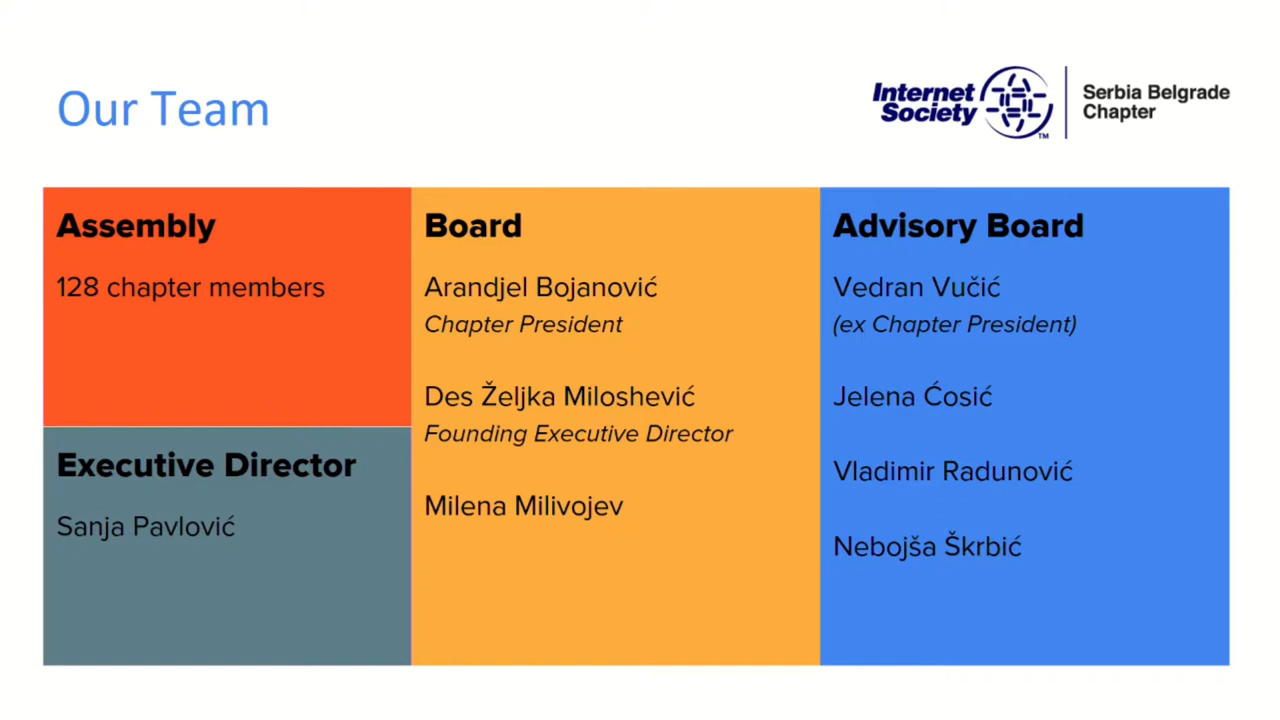 Our Team
Internet
Society
TM
Serbia Belgrade
Chapter
Assembly
128 chapter members
Executive Director
Sanja Pavlović
Board
Arandjel Bojanović
Chapter President
Des Željka Miloshević
Founding Executive Director
Milena Milivojev
Advisory Board
Vedran Vučić
(ex Chapter President)
Jelena Ćosić
Vladimir Radunović
Nebojša Škrbić